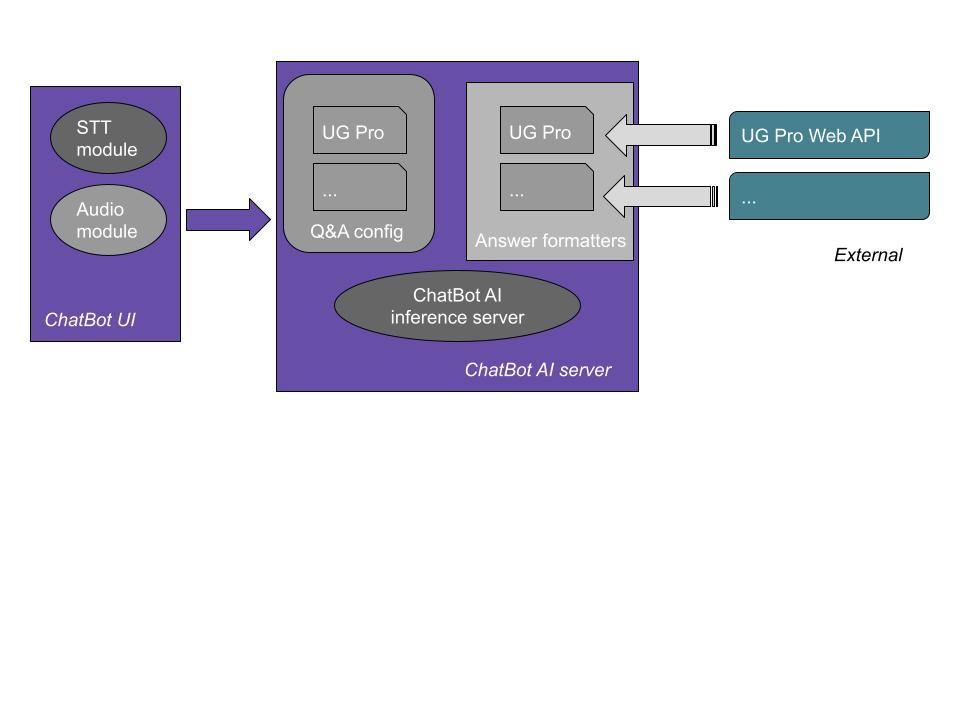 STT
module
Audio
module
ChatBot UI
UG Pro
...
Q&A config
UG Pro
...
Answer formatters
ChatBot AI
inference server
ChatBot AI server
UG Pro Web API
...
External